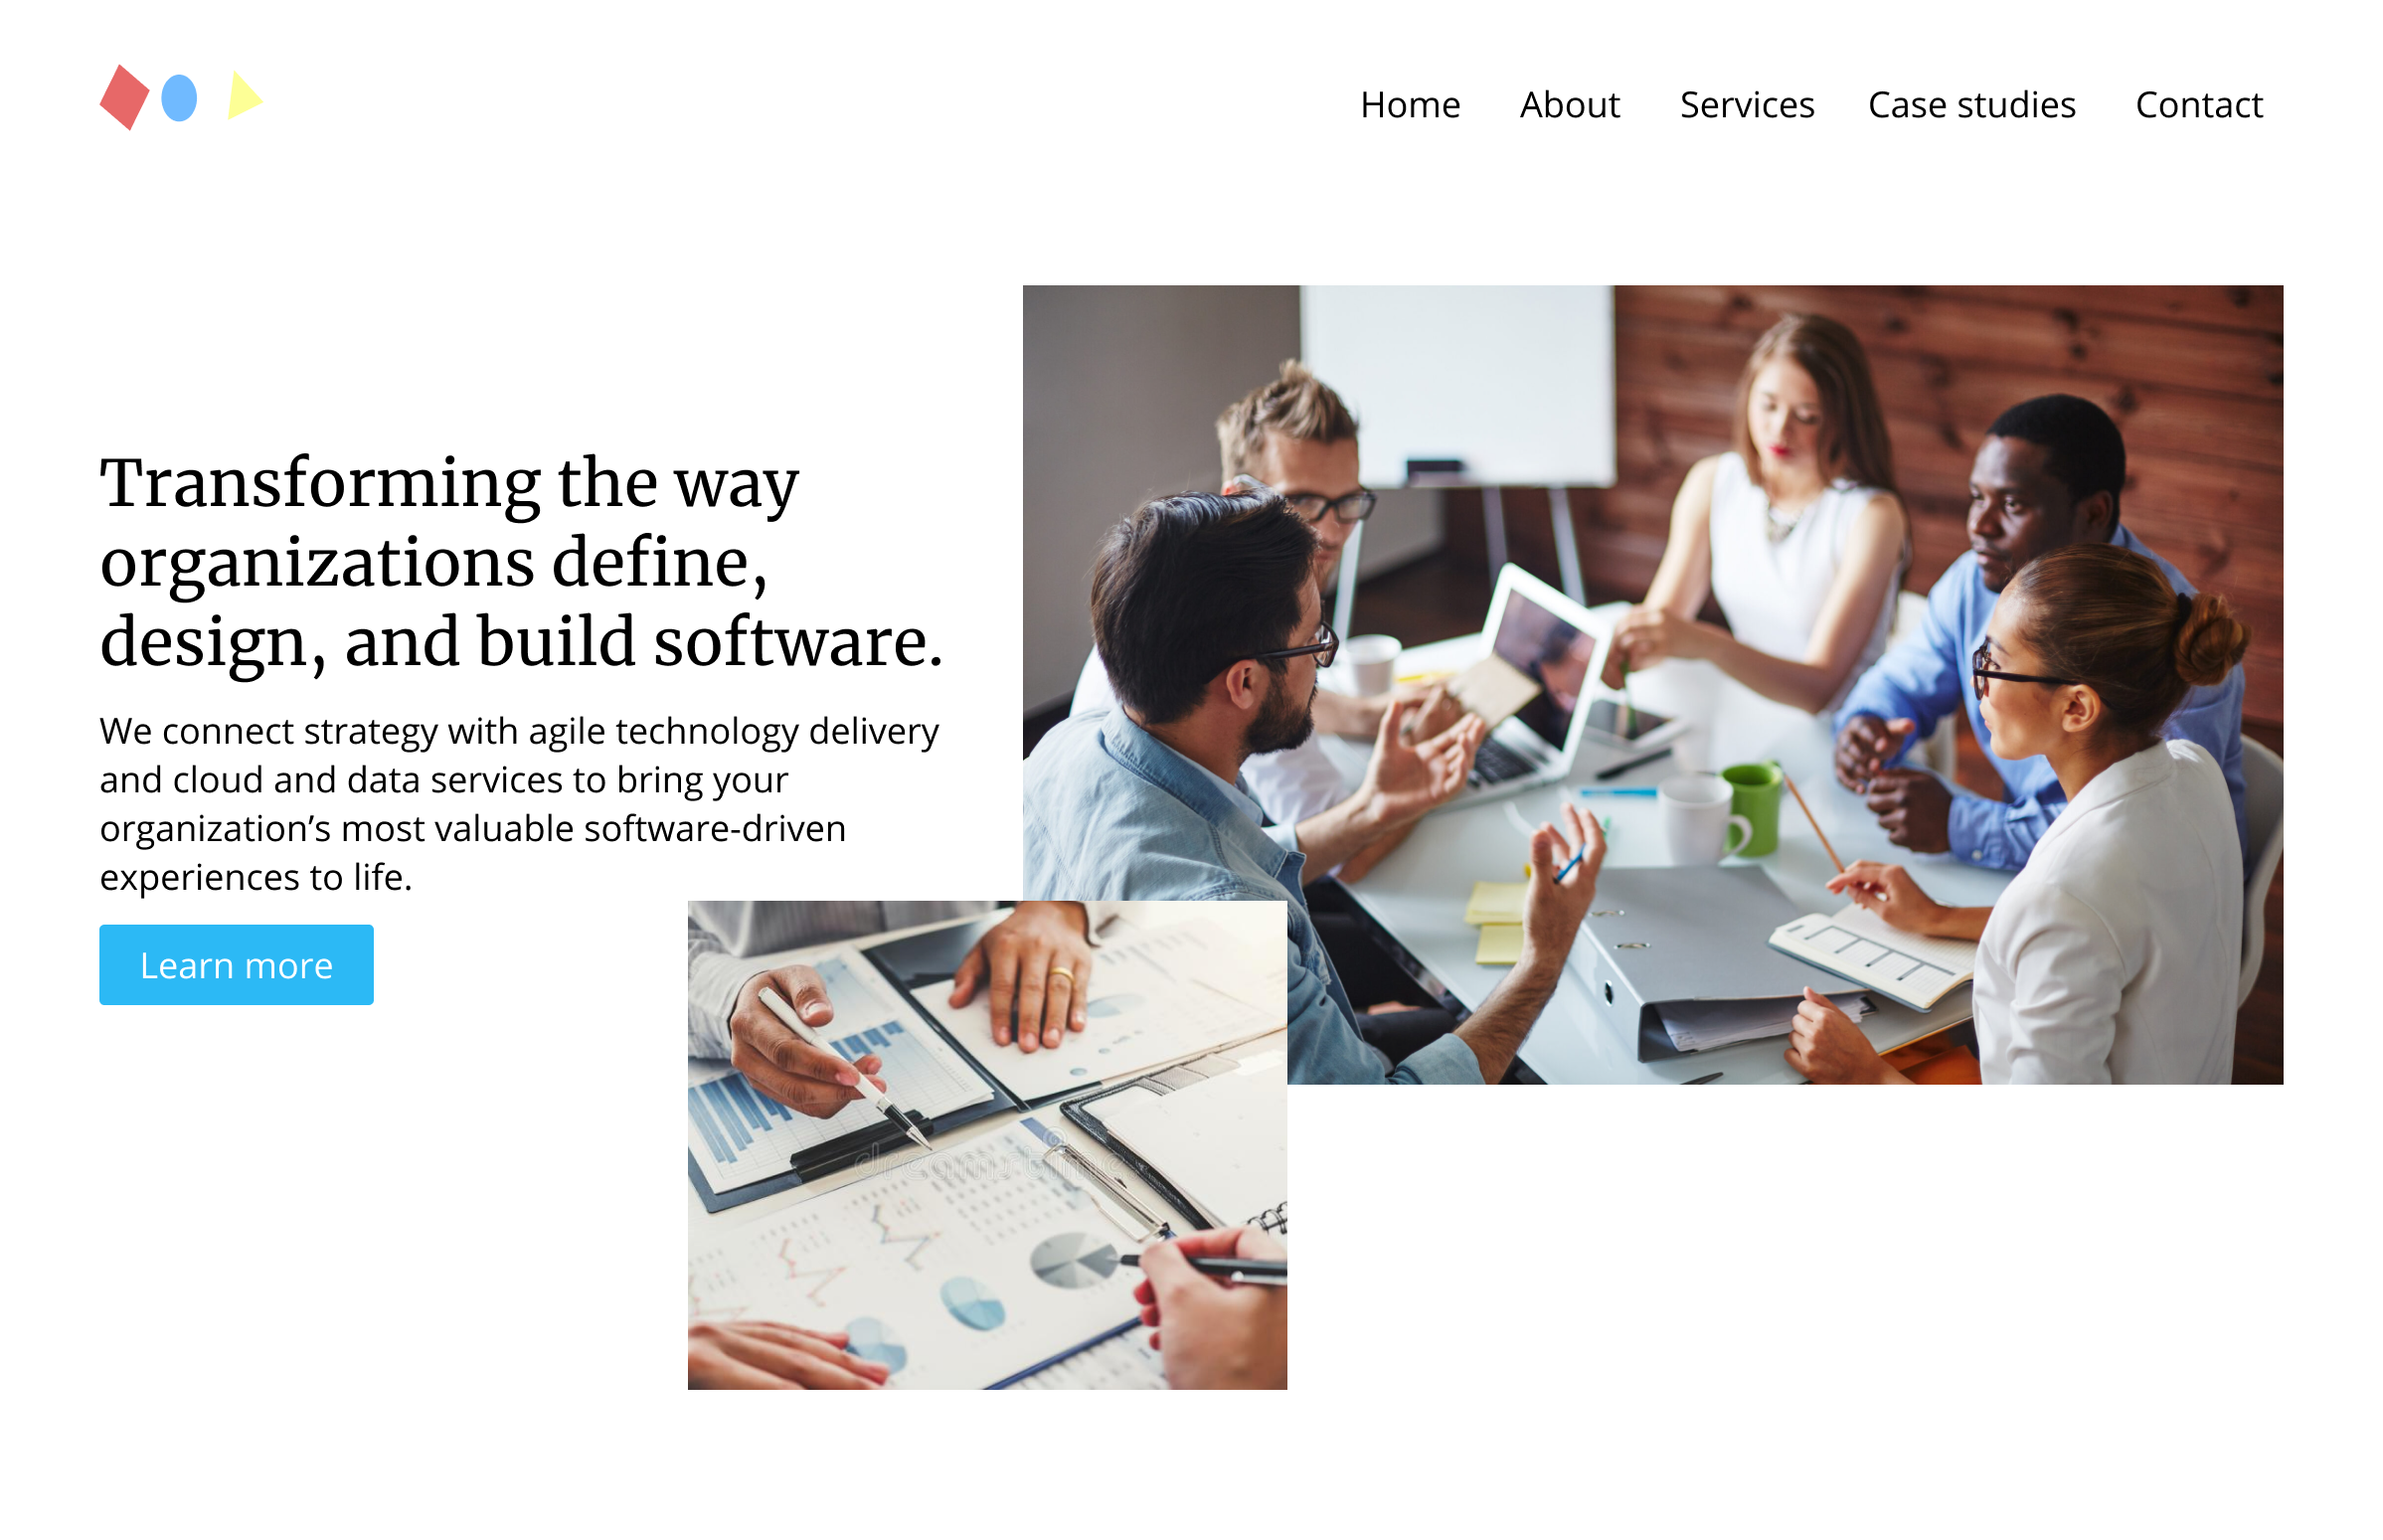 Home About Services Case studies Contact
Transforming the way
organizations define,
design, and build software.
We connect strategy with agile technology delivery
and cloud and data services to bring your
organization’s most valuable software-driven
experiences to life.
Learn more
dreamstime